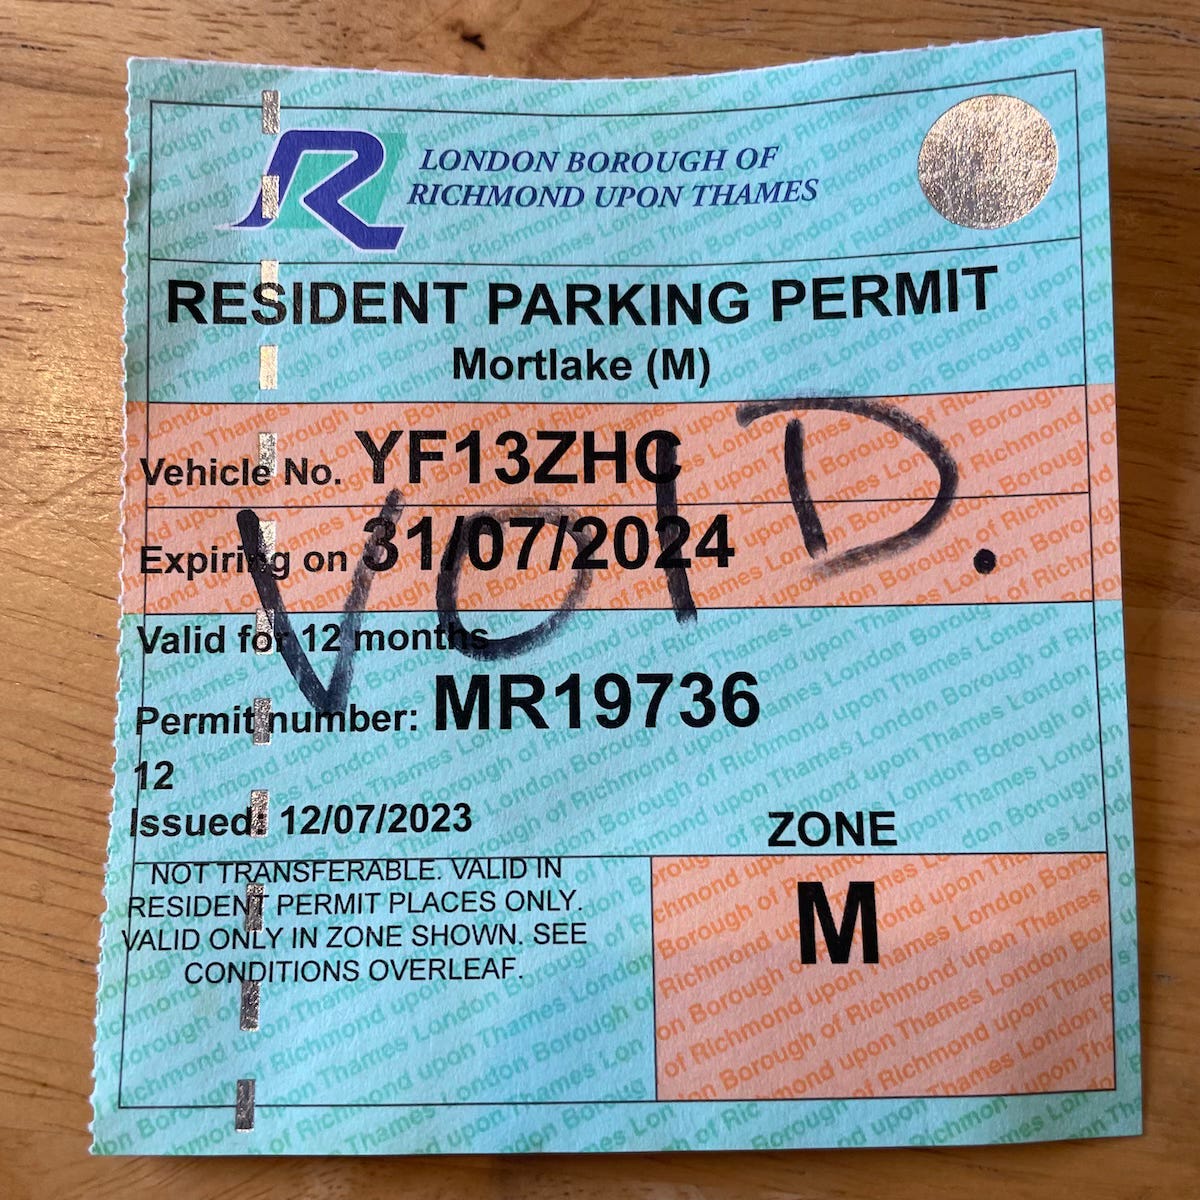 LONDON BOROUGH OF
RICHMOND UPON THAMES
RESIDENT PARKING PERMIT
Mortlake (M)
Vehicle No. YF13ZHC
Expiring on 31/07/2024
VOID.
Valid for 12 months
Permit number: MR19736
12
Issued: 12/07/2023
ZONE
M
NOT TRANSFERABLE. VALID IN
RESIDENT PERMIT PLACES ONLY.
VALID ONLY IN ZONE SHOWN. SEE
CONDITIONS OVERLEAF.